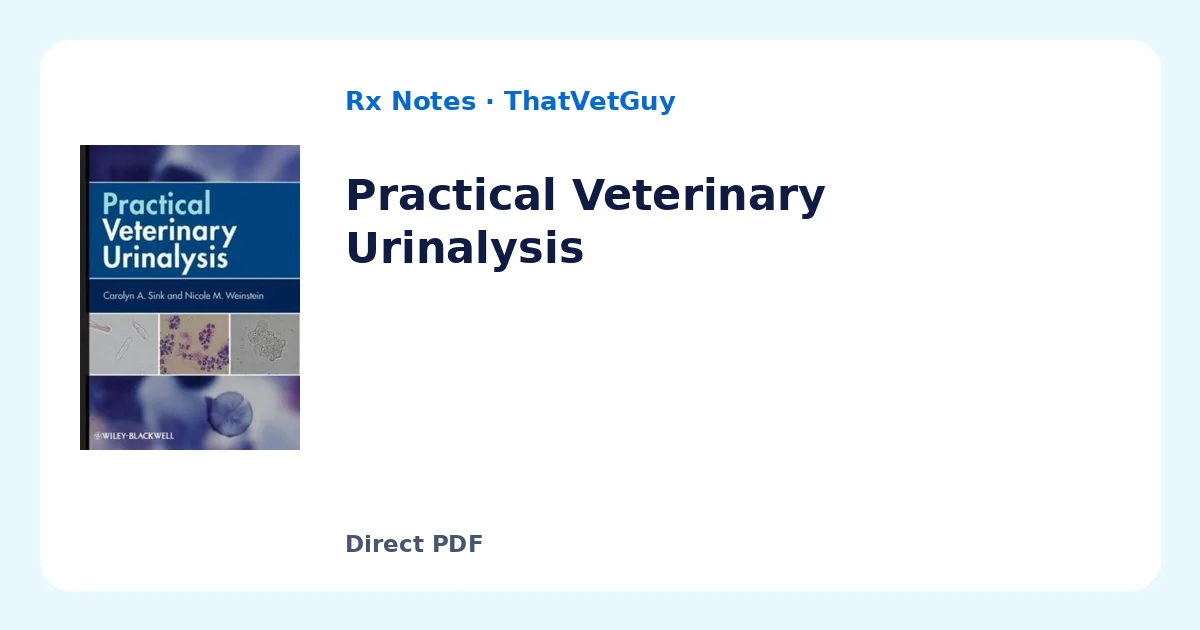 Rx Notes · ThatVetGuy
Practical Veterinary
Urinalysis
Practical
Veterinary
Urinalysis
Carolyn A. Sink and Nicole M. Weinstein
WILEY-BLACKWELL
Direct PDF